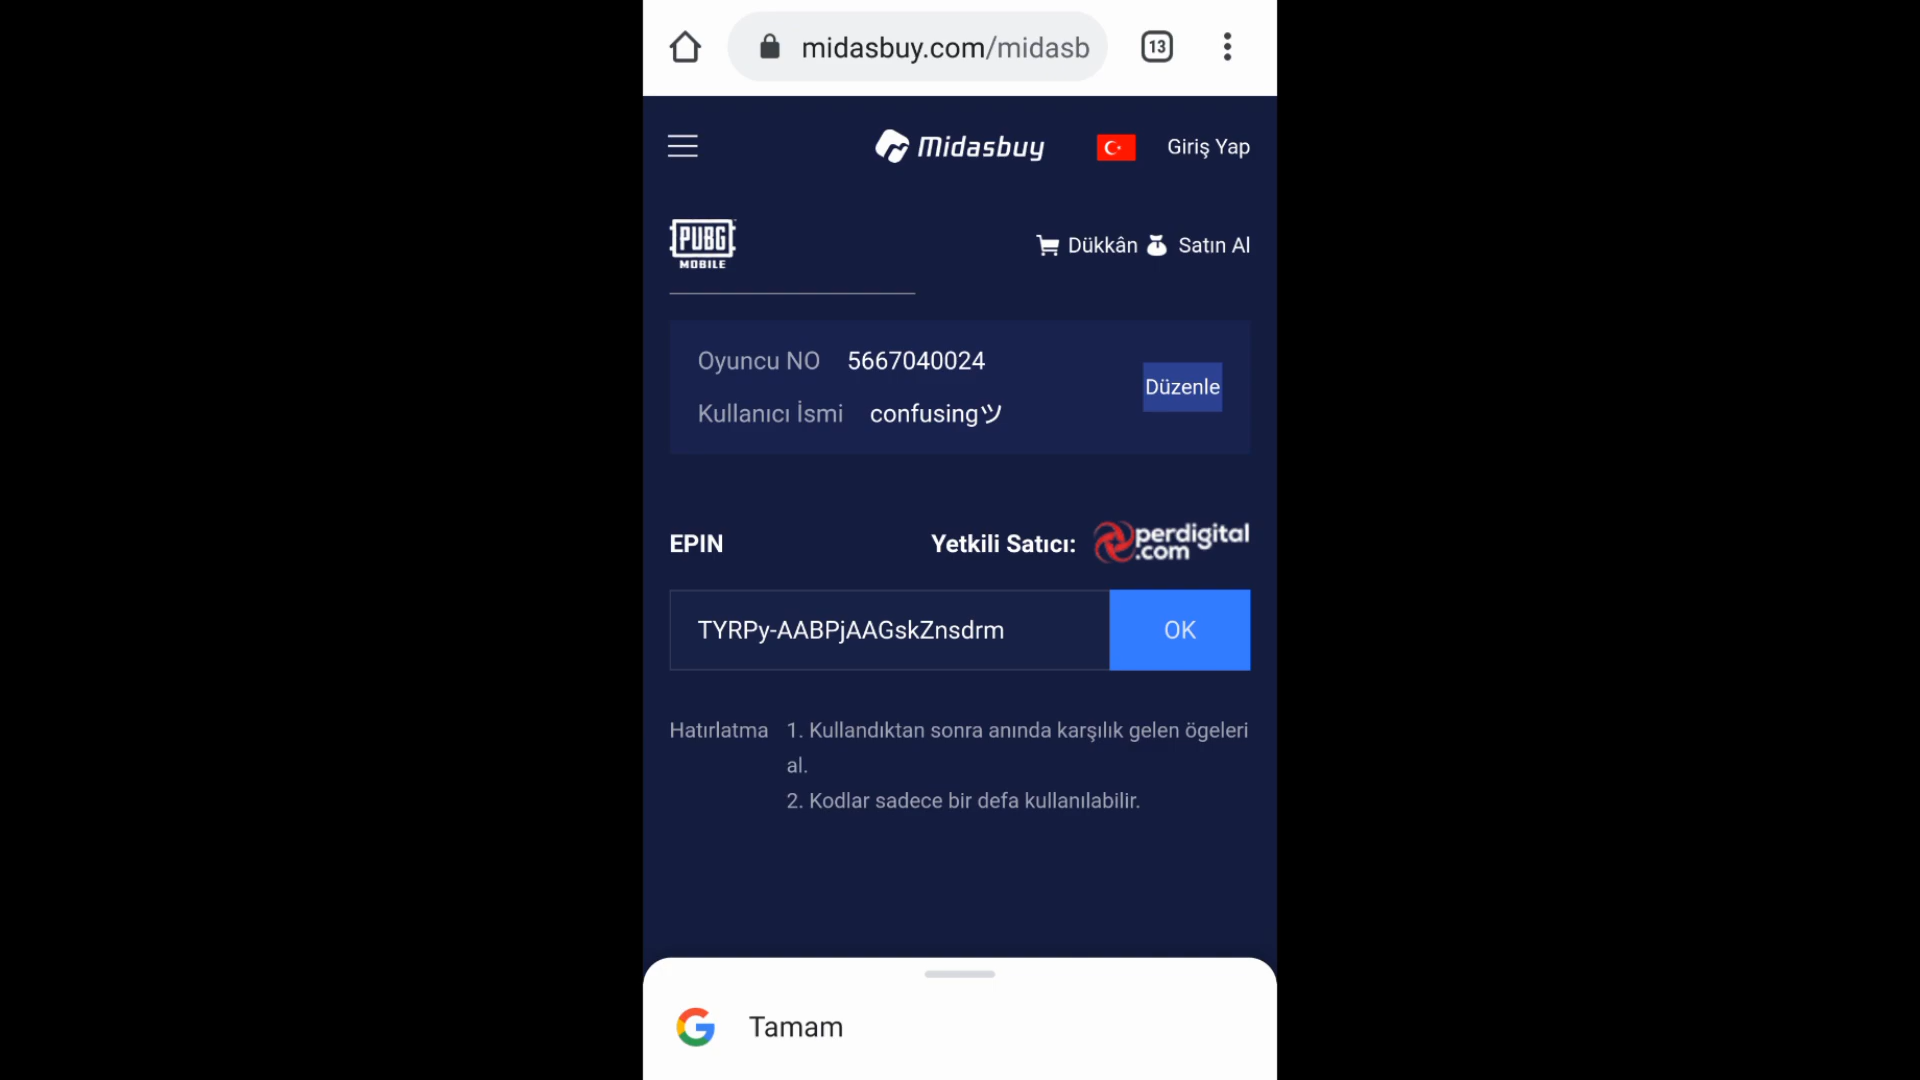 midasbuy.com/midasb
13
Midasbuy
Giriş Yap
PUBG
MOBILE
Dükkân
Satın Al
Oyuncu NO 5667040024
Düzenle
Kullanıcı İsmi confusingツ
EPIN
Yetkili Satıcı:
perdigital
.com
TYRPy-AABPjAAGskZnsdrm
OK
Hatırlatma 1. Kullandıktan sonra anında karşılık gelen ögeleri
al.
2. Kodlar sadece bir defa kullanılabilir.
G Tamam